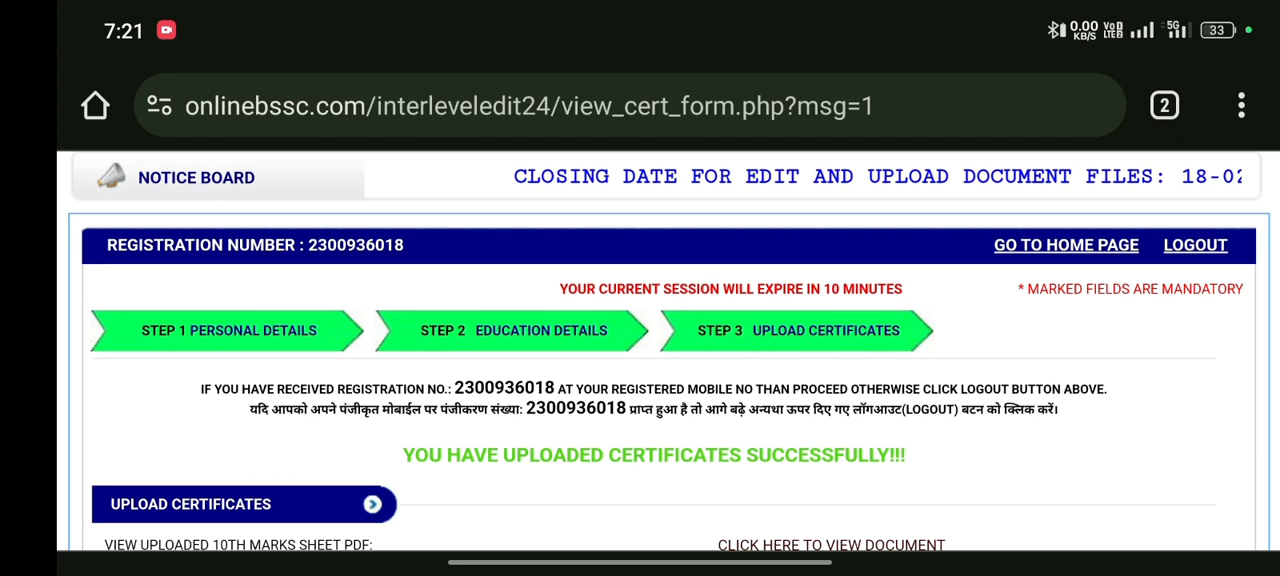 7:21 0.00 KB/S VoD LTE2 5G 33
onlinebssc.com/interleveledit24/view_cert_form.php?msg=1 2
NOTICE BOARD CLOSING DATE FOR EDIT AND UPLOAD DOCUMENT FILES: 18-02
REGISTRATION NUMBER : 2300936018 GO TO HOME PAGE LOGOUT
YOUR CURRENT SESSION WILL EXPIRE IN 10 MINUTES * MARKED FIELDS ARE MANDATORY
STEP 1 PERSONAL DETAILS STEP 2 EDUCATION DETAILS STEP 3 UPLOAD CERTIFICATES
IF YOU HAVE RECEIVED REGISTRATION NO.: 2300936018 AT YOUR REGISTERED MOBILE NO THAN PROCEED OTHERWISE CLICK LOGOUT BUTTON ABOVE.
यदि आपको अपने पंजीकृत मोबाईल पर पंजीकरण संख्या: 2300936018 प्राप्त हुआ है तो आगे बढ़े अन्यथा ऊपर दिए गए लॉगआउट(LOGOUT) बटन को क्लिक करें।
YOU HAVE UPLOADED CERTIFICATES SUCCESSFULLY!!!
UPLOAD CERTIFICATES
VIEW UPLOADED 10TH MARKS SHEET PDF: CLICK HERE TO VIEW DOCUMENT